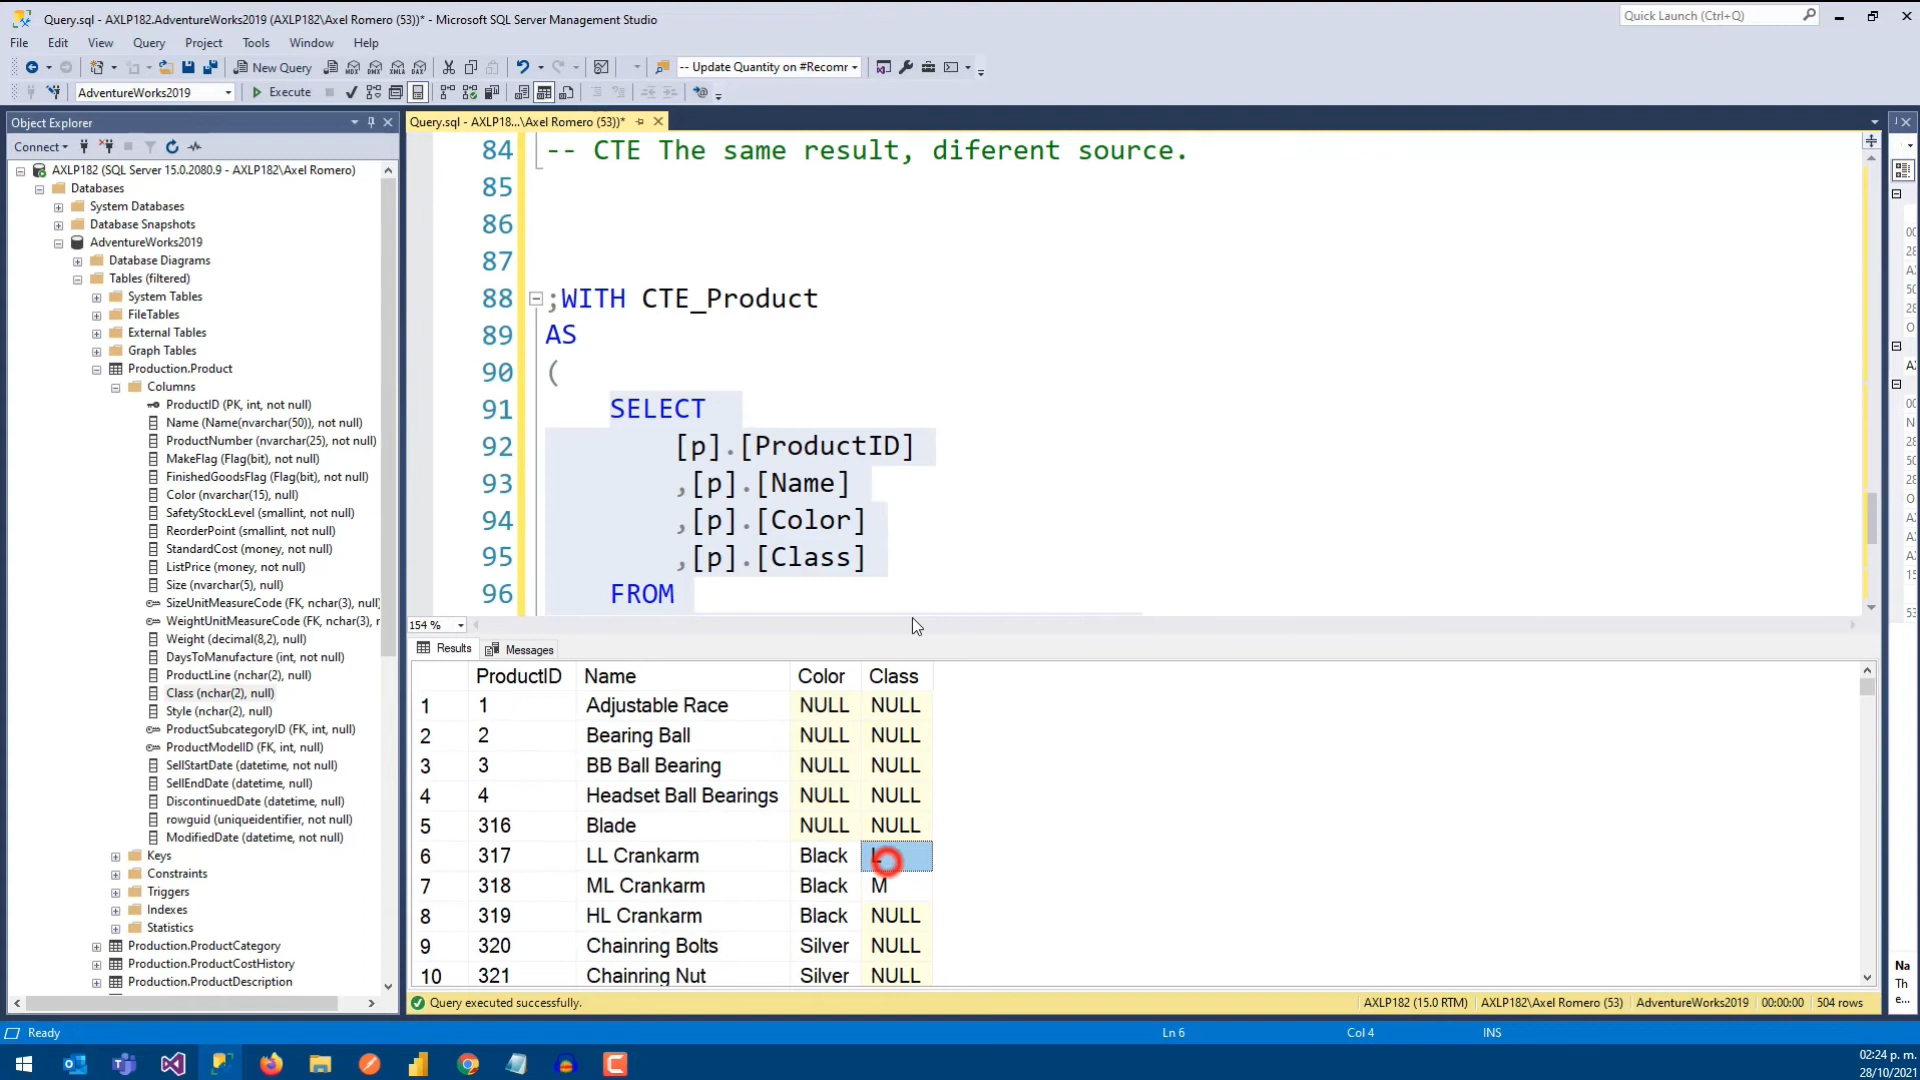 Query.sql - AXLP182.AdventureWorks2019 (AXLP182\Axel Romero (53))* - Microsoft SQL Server Management Studio
Quick Launch (Ctrl+Q)
File Edit View Query Project Tools Window Help
New Query
MDX DMX XMLA DAX
-- Update Quantity on #Recomr
AdventureWorks2019
Execute
Object Explorer
Query.sql - AXLP18...\Axel Romero (53))*
Connect
AXLP182 (SQL Server 15.0.2080.9 - AXLP182\Axel Romero)
Databases
System Databases
Database Snapshots
AdventureWorks2019
Database Diagrams
Tables (filtered)
System Tables
FileTables
External Tables
Graph Tables
Production.Product
Columns
ProductID (PK, int, not null)
Name (Name(nvarchar(50)), not null)
ProductNumber (nvarchar(25), not null)
MakeFlag (Flag(bit), not null)
FinishedGoodsFlag (Flag(bit), not null)
Color (nvarchar(15), null)
SafetyStockLevel (smallint, not null)
ReorderPoint (smallint, not null)
StandardCost (money, not null)
ListPrice (money, not null)
Size (nvarchar(5), null)
SizeUnitMeasureCode (FK, nchar(3), null)
WeightUnitMeasureCode (FK, nchar(3), r
Weight (decimal(8,2), null)
DaysToManufacture (int, not null)
ProductLine (nchar(2), null)
Class (nchar(2), null)
Style (nchar(2), null)
ProductSubcategoryID (FK, int, null)
ProductModelID (FK, int, null)
SellStartDate (datetime, not null)
SellEndDate (datetime, null)
DiscontinuedDate (datetime, null)
rowguid (uniqueidentifier, not null)
ModifiedDate (datetime, not null)
Keys
Constraints
Triggers
Indexes
Statistics
Production.ProductCategory
Production.ProductCostHistory
Production.ProductDescription
84 -- CTE The same result, diferent source.
85
86
87
88 ;WITH CTE_Product
89 AS
90 (
91 SELECT
92 [p].[ProductID]
93 ,[p].[Name]
94 ,[p].[Color]
95 ,[p].[Class]
96 FROM
154 %
Results Messages
ProductID Name Color Class
1 1 Adjustable Race NULL NULL
2 2 Bearing Ball NULL NULL
3 3 BB Ball Bearing NULL NULL
4 4 Headset Ball Bearings NULL NULL
5 316 Blade NULL NULL
6 317 LL Crankarm Black L
7 318 ML Crankarm Black M
8 319 HL Crankarm Black NULL
9 320 Chainring Bolts Silver NULL
10 321 Chainring Nut Silver NULL
Query executed successfully.
AXLP182 (15.0 RTM) AXLP182\Axel Romero (53) AdventureWorks2019 00:00:00 504 rows
Na
Th
e...
Ready Ln 6 Col 4 INS
02:24 p. m.
28/10/2021